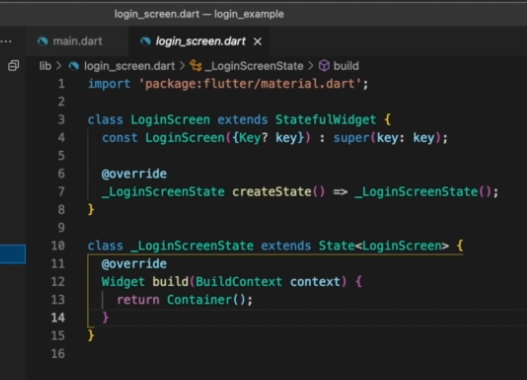 login_screen.dart — login_example
main.dart
login_screen.dart
lib > login_screen.dart > _LoginScreenState > build
1 import 'package:flutter/material.dart';
2
3 class LoginScreen extends StatefulWidget {
4   const LoginScreen({Key? key}) : super(key: key);
5
6   @override
7   _LoginScreenState createState() => _LoginScreenState();
8 }
9
10 class _LoginScreenState extends State<LoginScreen> {
11   @override
12   Widget build(BuildContext context) {
13     return Container();
14   }
15 }
16